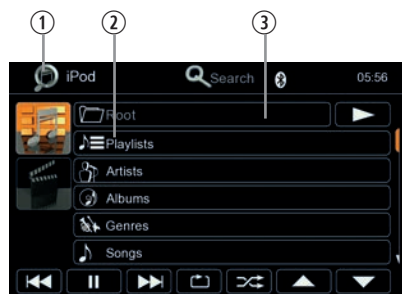 1 2 3
iPod Search 05:56
Root
Playlists
Artists
Albums
Genres
Songs